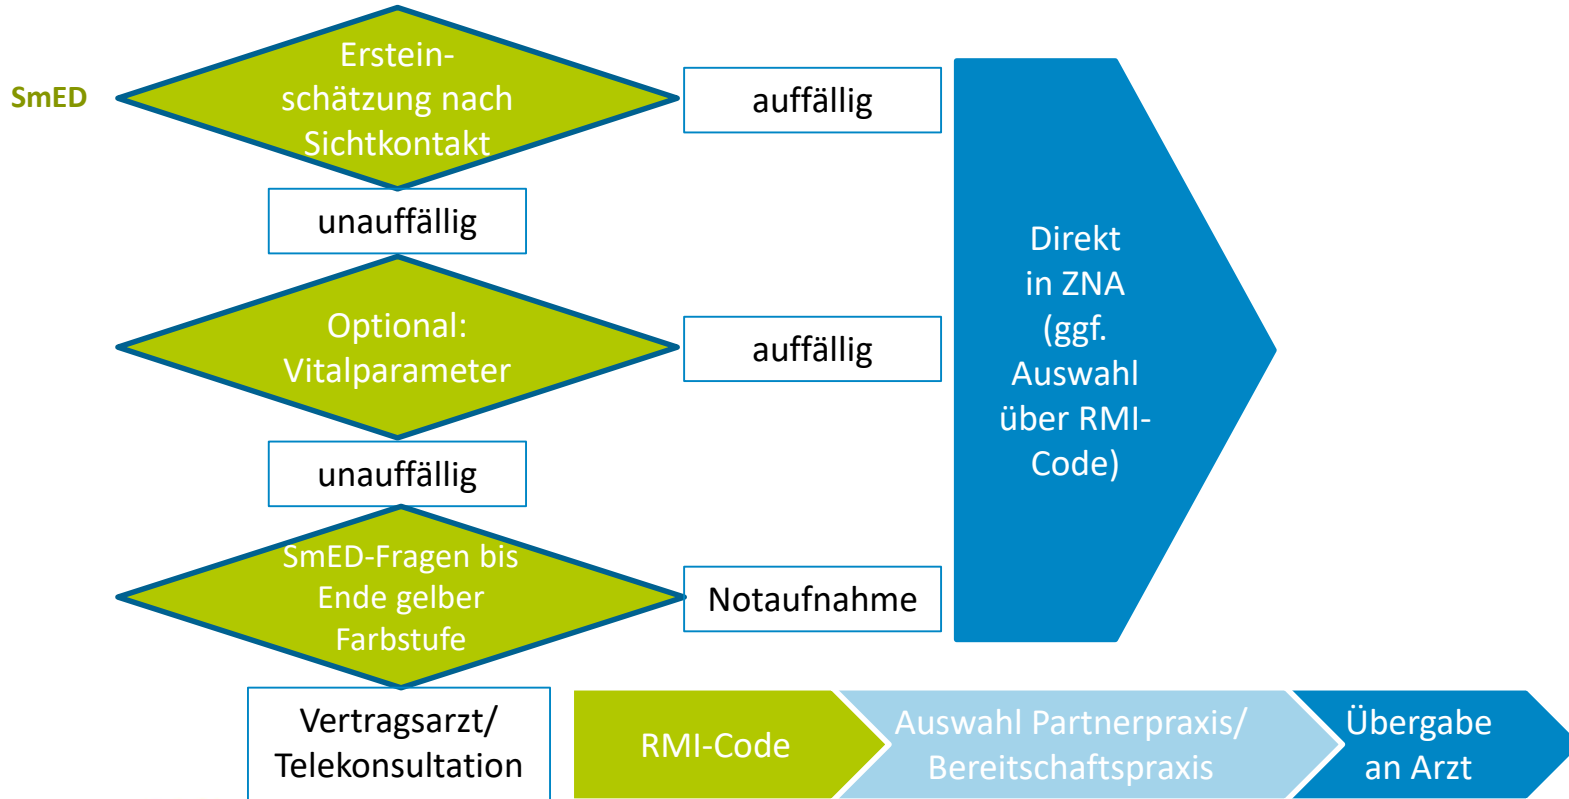 SmED
Erstein-
schätzung nach
Sichtkontakt
auffällig
unauffällig
Optional:
Vitalparameter
auffällig
unauffällig
SmED-Fragen bis
Ende gelber
Farbstufe
Notaufnahme
Direkt
in ZNA
(ggf.
Auswahl
über RMI-
Code)
Vertragsarzt/
Telekonsultation
RMI-Code
Auswahl Partnerpraxis/
Bereitschaftspraxis
Übergabe
an Arzt